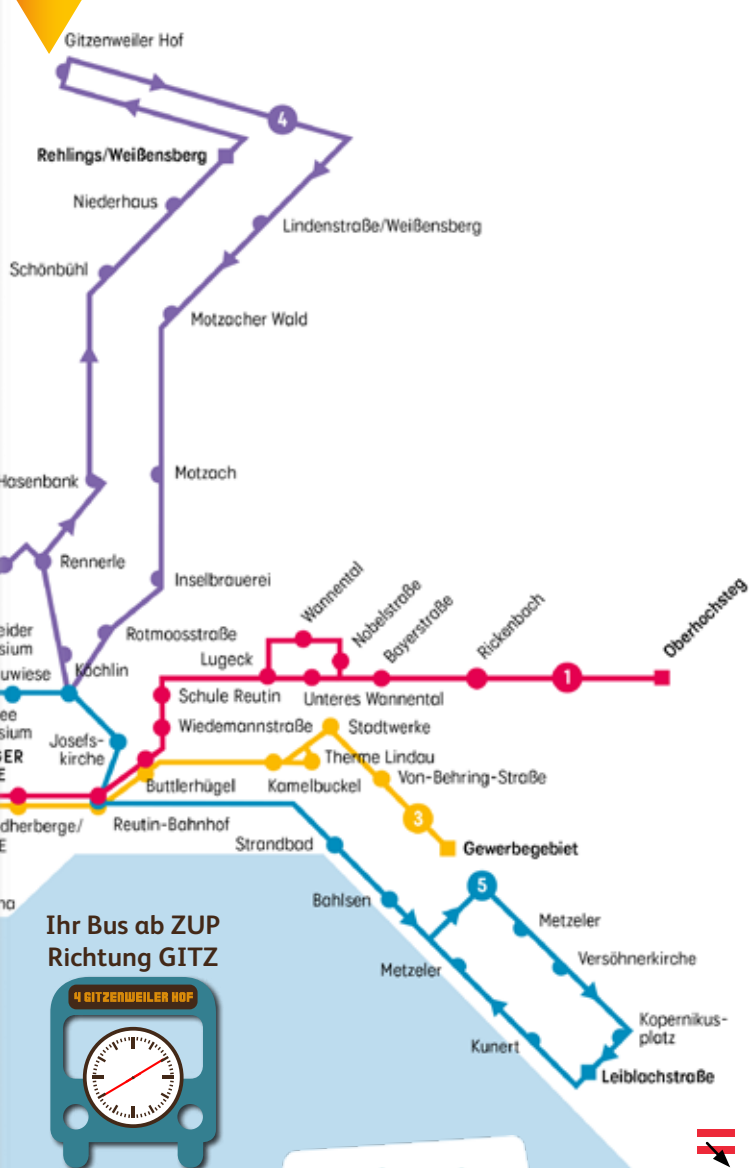 Gitzenweiler Hof
4
Rehlings/Weißensberg
Niederhaus
Lindenstraße/Weißensberg
Schönbühl
Motzacher Wald
Hasenbank
Motzach
Rennerle
Inselbrauerei
Rotmoosstraße
Köchlin
Wannental
Nobelstraße
Bayerstraße
Rickenbach
Oberhochsteg
Lugeck
1
Schule Reutin
Unteres Wannental
Wiedemannstraße
Stadtwerke
Josefs-
kirche
Therme Lindau
Buttlerhügel
Kamelbuckel
Von-Behring-Straße
3
Reutin-Bahnhof
Strandbad
Gewerbegebiet
Bahlsen
5
Metzeler
Versöhnerkirche
Metzeler
Kopernikus-
platz
Kunert
Leiblachstraße
Ihr Bus ab ZUP
Richtung GITZ
4 GITZENWEILER HOF